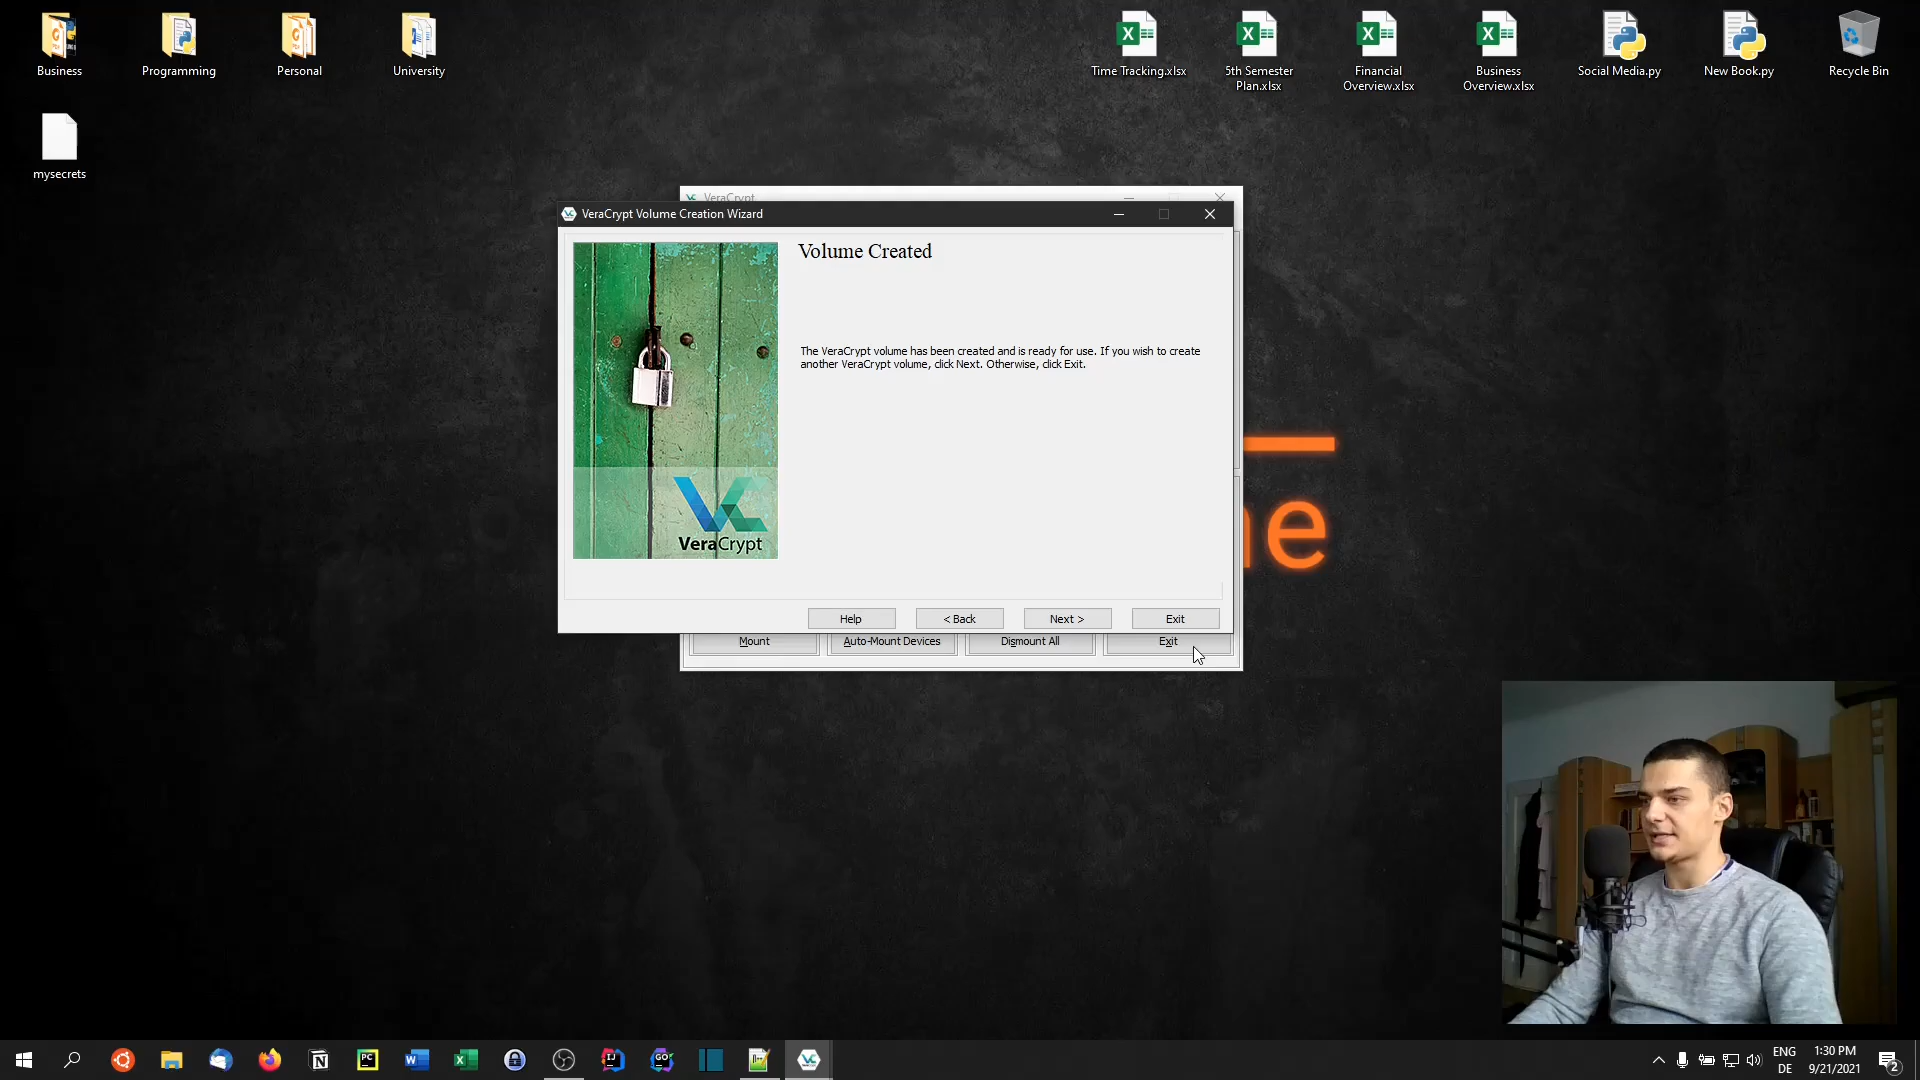 Business
Programming
Personal
University
Time Tracking.xlsx
5th Semester
Plan.xlsx
Financial
Overview.xlsx
Business
Overview.xlsx
Social Media.py
New Book.py
Recycle Bin
mysecrets
VeraCrypt
VeraCrypt Volume Creation Wizard
Volume Created
The VeraCrypt volume has been created and is ready for use. If you wish to create
another VeraCrypt volume, click Next. Otherwise, click Exit.
VeraCrypt
Help
< Back
Next >
Exit
Mount
Auto-Mount Devices
Dismount All
Exit
ENG
DE
1:30 PM
9/21/2021
2